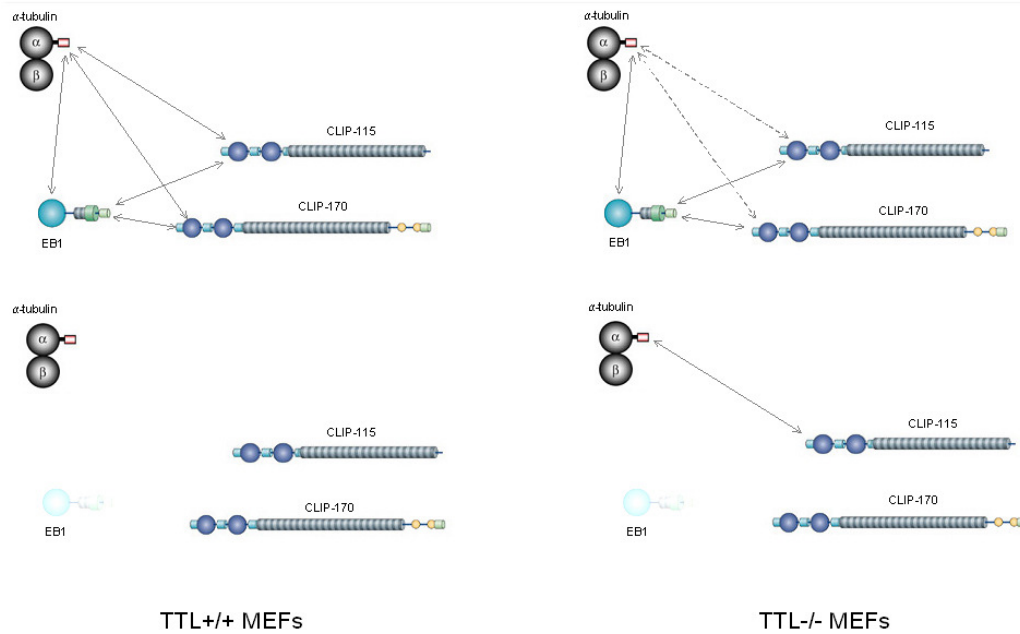 α-tubulin
α
β
CLIP-115
CLIP-170
EB1
α-tubulin
α
β
CLIP-115
CLIP-170
EB1
α-tubulin
α
β
CLIP-115
CLIP-170
EB1
α-tubulin
α
β
CLIP-115
CLIP-170
EB1
TTL+/+ MEFs
TTL-/- MEFs